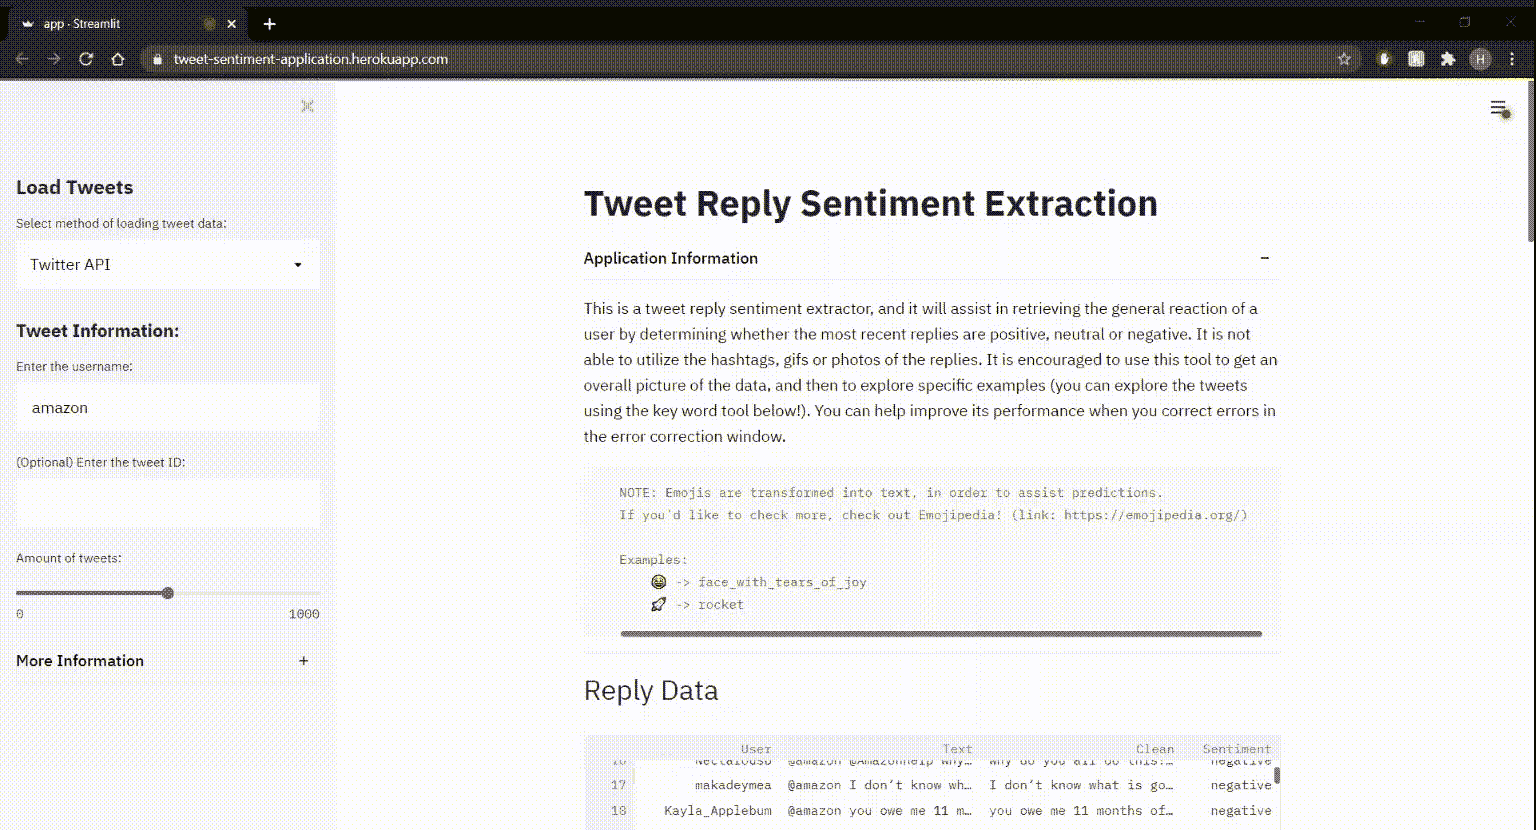 app · Streamlit
tweet-sentiment-application.herokuapp.com
H
Load Tweets
Select method of loading tweet data:
Twitter API
Tweet Information:
Enter the username:
amazon
(Optional) Enter the tweet ID:
Amount of tweets:
0 1000
More Information
Tweet Reply Sentiment Extraction
Application Information
This is a tweet reply sentiment extractor, and it will assist in retrieving the general reaction of a
user by determining whether the most recent replies are positive, neutral or negative. It is not
able to utilize the hashtags, gifs or photos of the replies. It is encouraged to use this tool to get an
overall picture of the data, and then to explore specific examples (you can explore the tweets
using the key word tool below!). You can help improve its performance when you correct errors in
the error correction window.
NOTE: Emojis are transformed into text, in order to assist predictions.
If you'd like to check more, check out Emojipedia! (link: https://emojipedia.org/)
Examples:
😂 -> face_with_tears_of_joy
🚀 -> rocket
Reply Data
User Text Clean Sentiment
@amazon @AmazonHelp why… why do you all do this!… negative
17 makadeymea @amazon I don’t know wh… I don’t know what is go… negative
18 Kayla_Applebum @amazon you owe me 11 m… you owe me 11 months of… negative